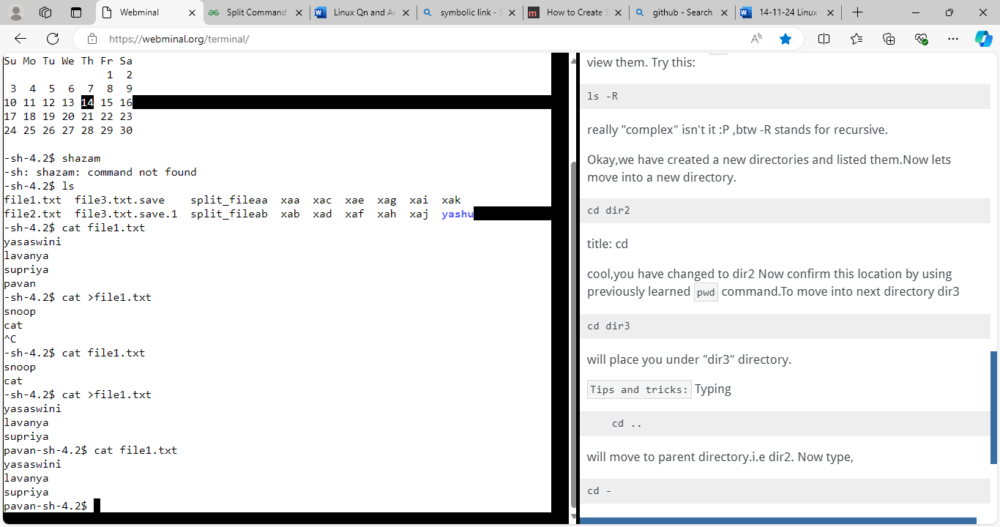 Webminal
Split Command
Linux Qn and An
symbolic link - S
How to Create S
github - Search
14-11-24 Linux
https://webminal.org/terminal/
Su Mo Tu We Th Fr Sa
1 2
3 4 5 6 7 8 9
10 11 12 13 14 15 16
17 18 19 20 21 22 23
24 25 26 27 28 29 30
-sh-4.2$ shazam
-sh: shazam: command not found
-sh-4.2$ ls
file1.txt file3.txt.save split_fileaa xaa xac xae xag xai xak
file2.txt file3.txt.save.1 split_fileab xab xad xaf xah xaj yashu
-sh-4.2$ cat file1.txt
yasaswini
lavanya
supriya
pavan
-sh-4.2$ cat >file1.txt
snoop
cat
^C
-sh-4.2$ cat file1.txt
snoop
cat
-sh-4.2$ cat >file1.txt
yasaswini
lavanya
supriya
pavan-sh-4.2$ cat file1.txt
yasaswini
lavanya
supriya
pavan-sh-4.2$
view them. Try this:
ls -R
really "complex" isn't it :P ,btw -R stands for recursive.
Okay,we have created a new directories and listed them.Now lets
move into a new directory.
cd dir2
title: cd
cool,you have changed to dir2 Now confirm this location by using
previously learned pwd command.To move into next directory dir3
cd dir3
will place you under "dir3" directory.
Tips and tricks: Typing
cd ..
will move to parent directory.i.e dir2. Now type,
cd -